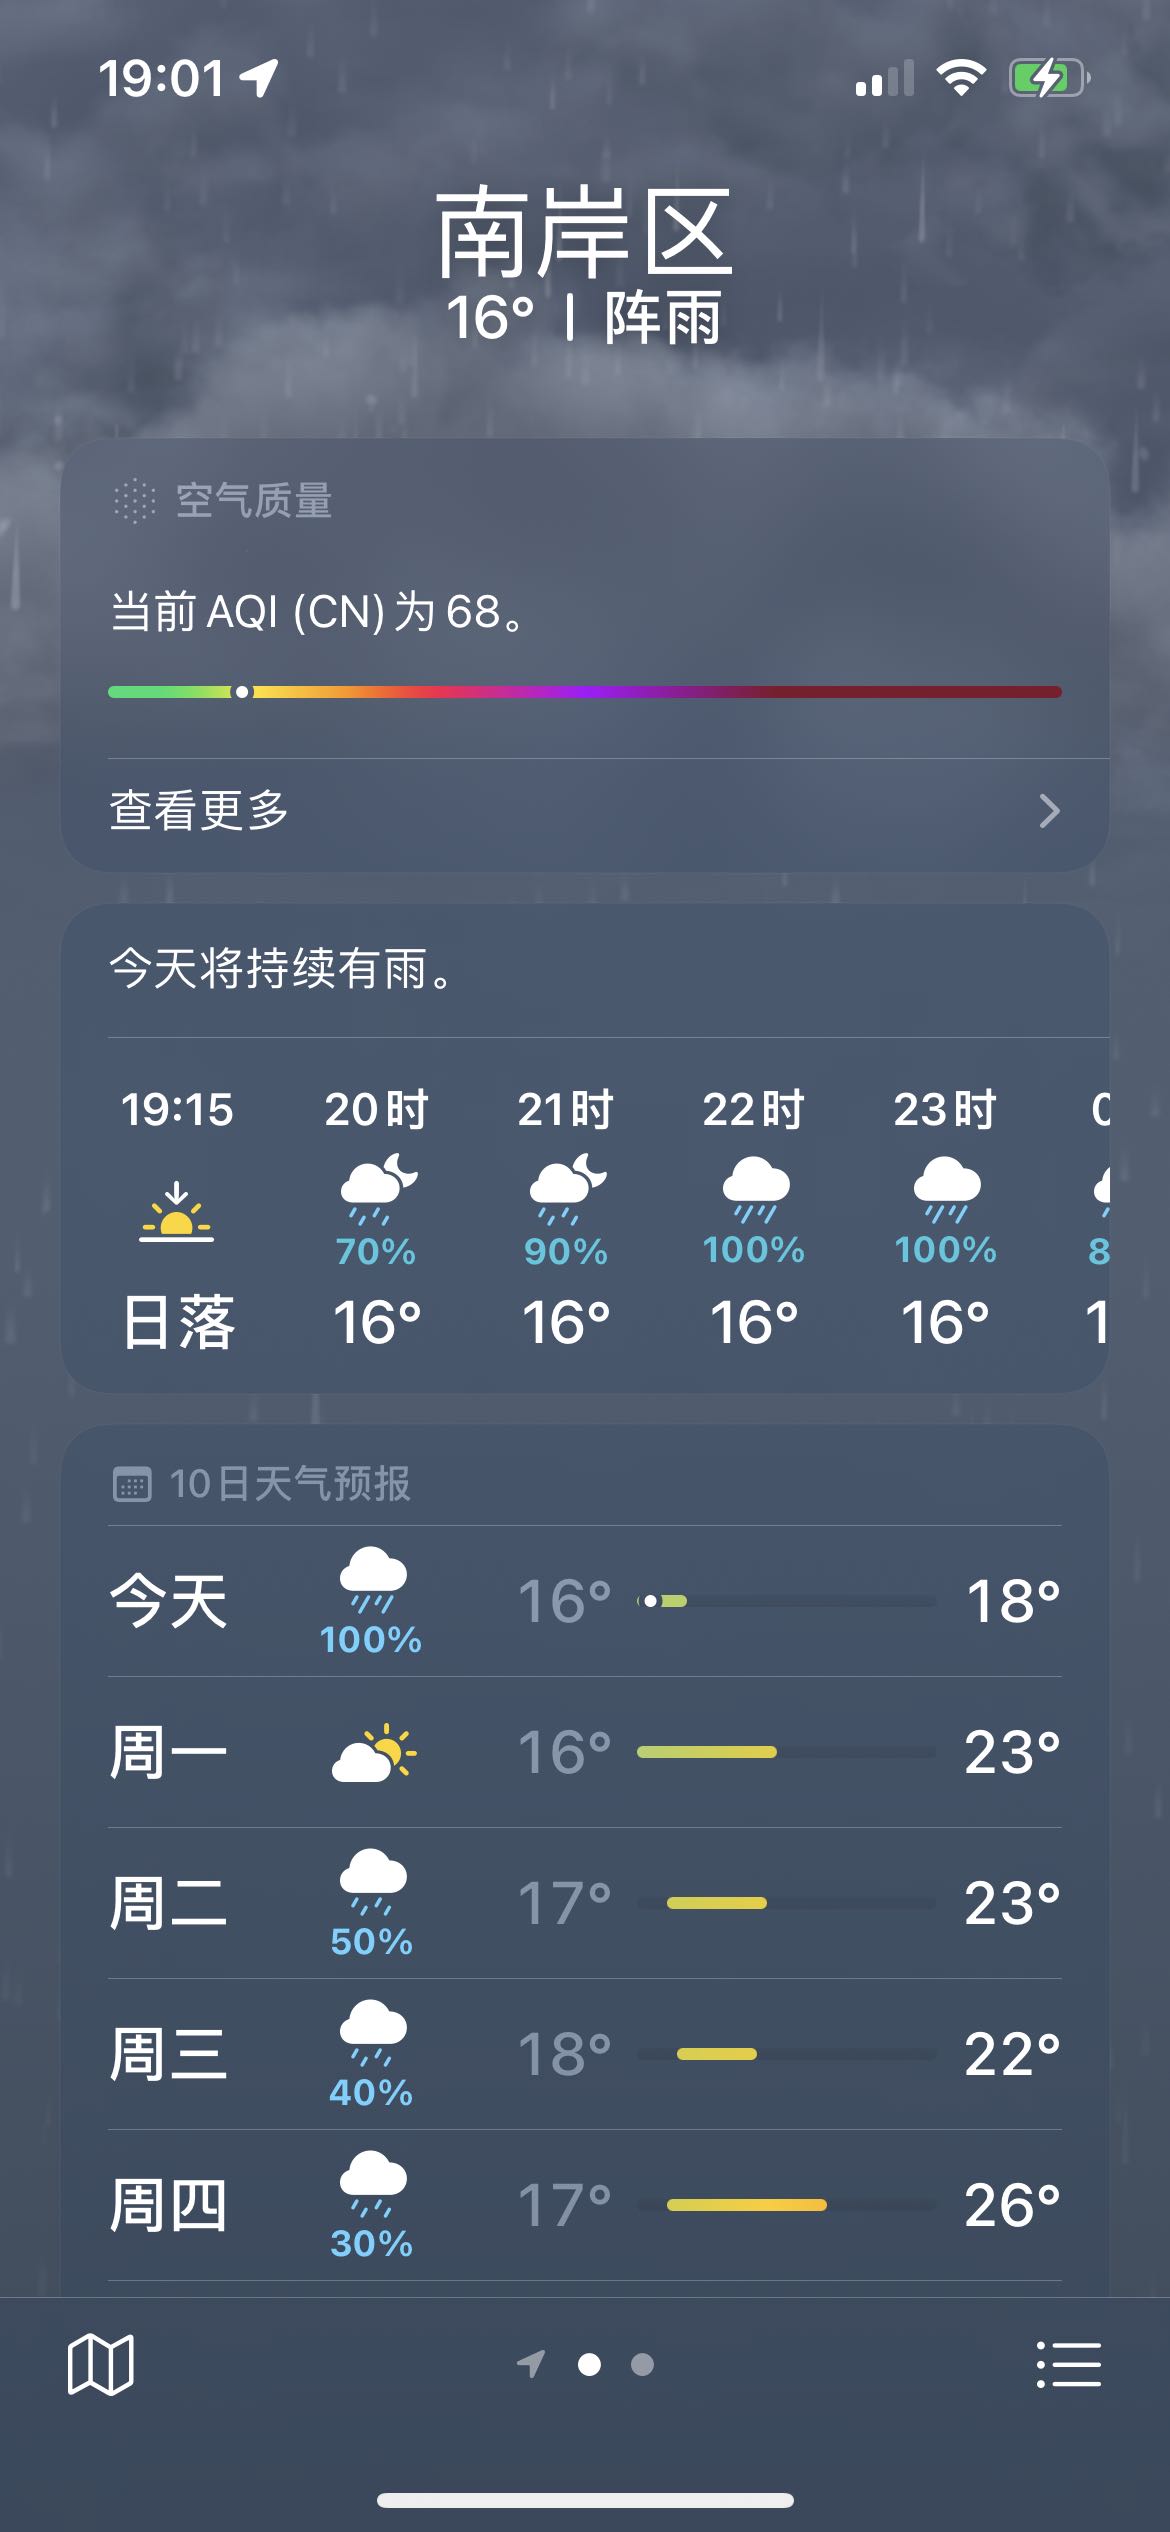 19:01
南岸区
16° | 阵雨
空气质量
当前 AQI (CN) 为 68。
查看更多
今天将持续有雨。
19:15 20时 21时 22时 23时
70% 90% 100% 100% 8
日落 16° 16° 16° 16° 1
10日天气预报
今天 100% 16° 18°
周一 16° 23°
周二 50% 17° 23°
周三 40% 18° 22°
周四 30% 17° 26°